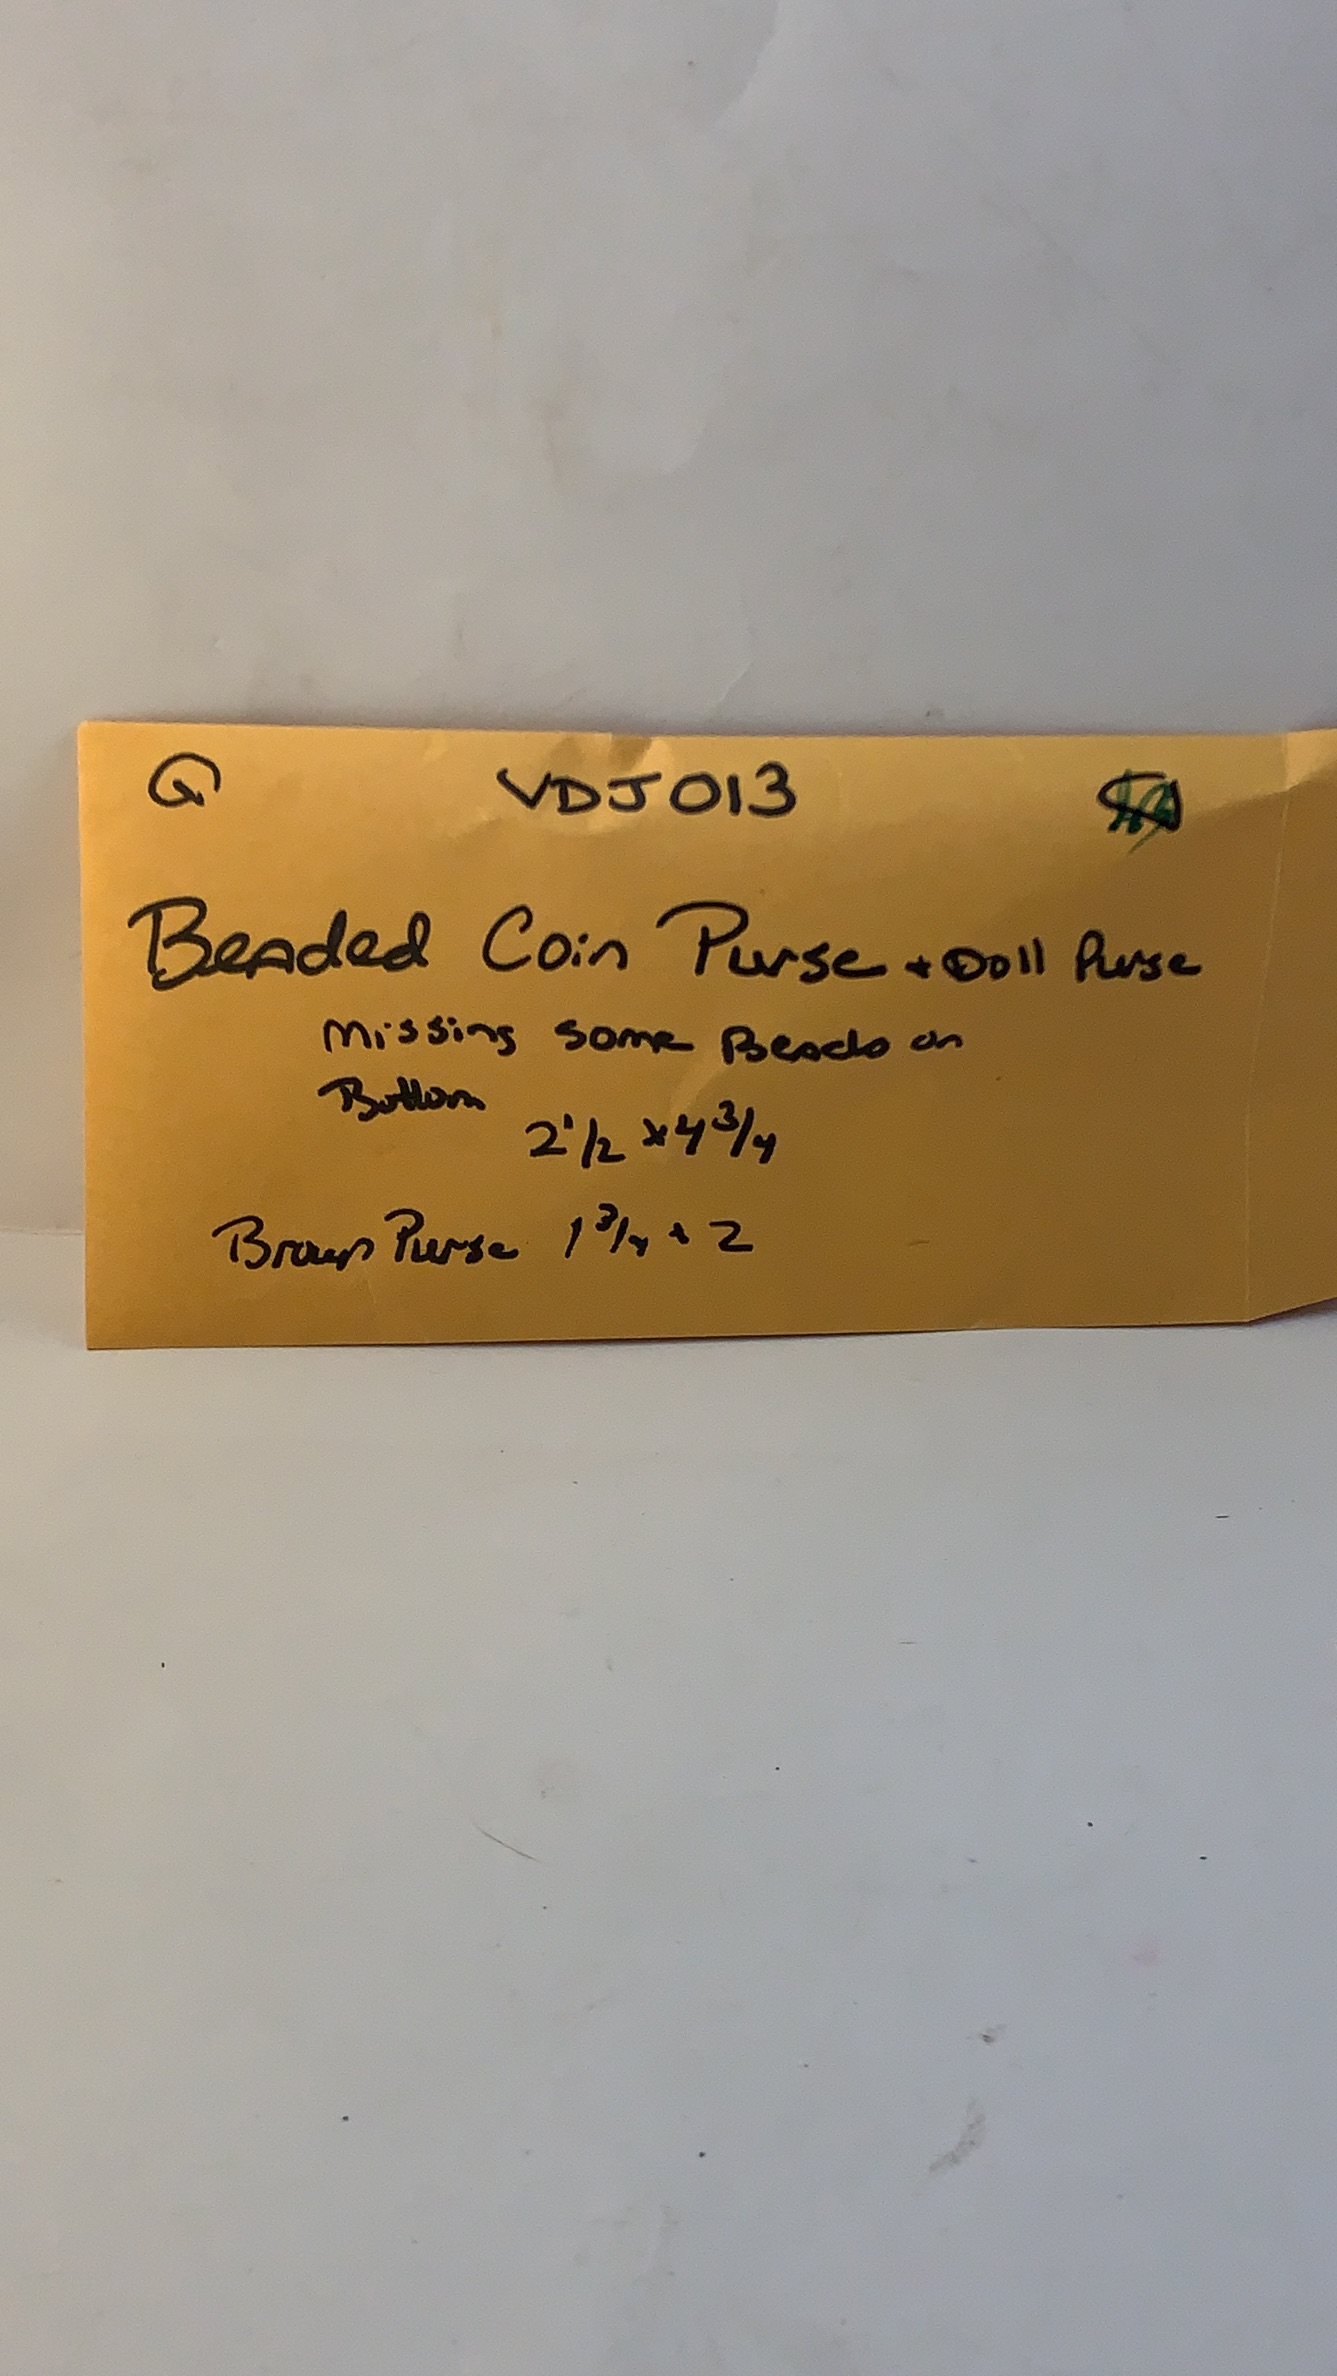 Q VDJ013
Beaded Coin Purse + Doll Purse
Missing some Beads on
Bottom
2 1/2 x 4 3/4
Brown Purse 1 3/4 x 2